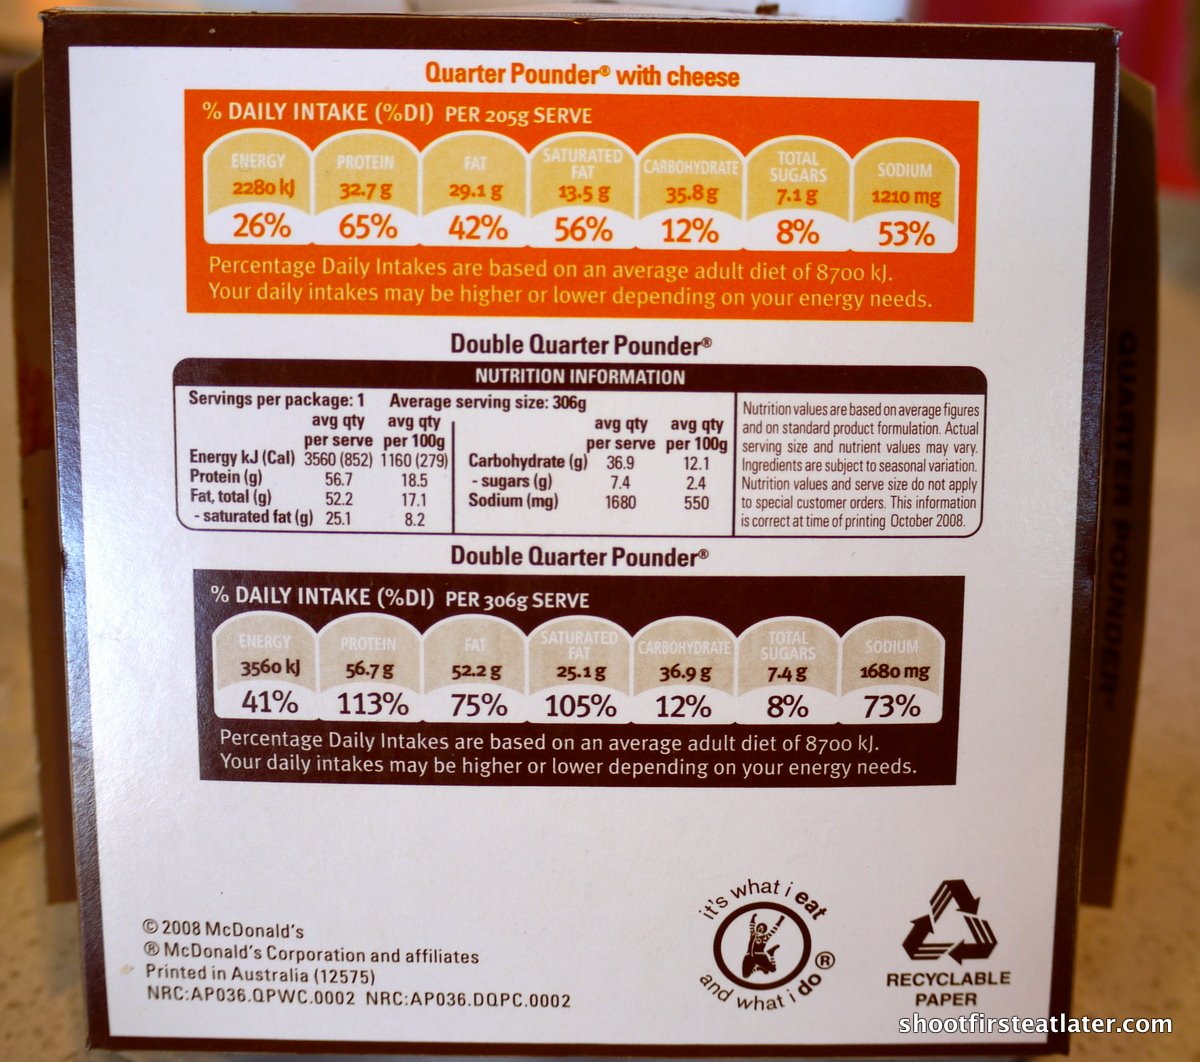 Quarter Pounder® with cheese
% DAILY INTAKE (%DI) PER 205g SERVE
ENERGY PROTEIN FAT SATURATED FAT CARBOHYDRATE TOTAL SUGARS SODIUM
2280 kJ 32.7 g 29.1 g 13.5 g 35.8 g 7.1 g 1210 mg
26% 65% 42% 56% 12% 8% 53%
Percentage Daily Intakes are based on an average adult diet of 8700 kJ.
Your daily intakes may be higher or lower depending on your energy needs.
Double Quarter Pounder®
NUTRITION INFORMATION
Servings per package: 1 Average serving size: 306g
avg qty per serve avg qty per 100g
Energy kJ (Cal) 3560 (852) 1160 (279)
Protein (g) 56.7 18.5
Fat, total (g) 52.2 17.1
- saturated fat (g) 25.1 8.2
avg qty per serve avg qty per 100g
Carbohydrate (g) 36.9 12.1
- sugars (g) 7.4 2.4
Sodium (mg) 1680 550
Nutrition values are based on average figures
and on standard product formulation. Actual
serving size and nutrient values may vary.
Ingredients are subject to seasonal variation.
Nutrition values and serve size do not apply
to special customer orders. This information
is correct at time of printing October 2008.
Double Quarter Pounder®
% DAILY INTAKE (%DI) PER 306g SERVE
ENERGY PROTEIN FAT SATURATED FAT CARBOHYDRATE TOTAL SUGARS SODIUM
3560 kJ 56.7 g 52.2 g 25.1 g 36.9 g 7.4 g 1680 mg
41% 113% 75% 105% 12% 8% 73%
Percentage Daily Intakes are based on an average adult diet of 8700 kJ.
Your daily intakes may be higher or lower depending on your energy needs.
© 2008 McDonald's
® McDonald's Corporation and affiliates
Printed in Australia (12575)
NRC:AP036.QPWC.0002 NRC:AP036.DQPC.0002
it's what i eat
and what i do ®
RECYCLABLE
PAPER
QUARTER POUNDER®
shootfirsteatlater.com